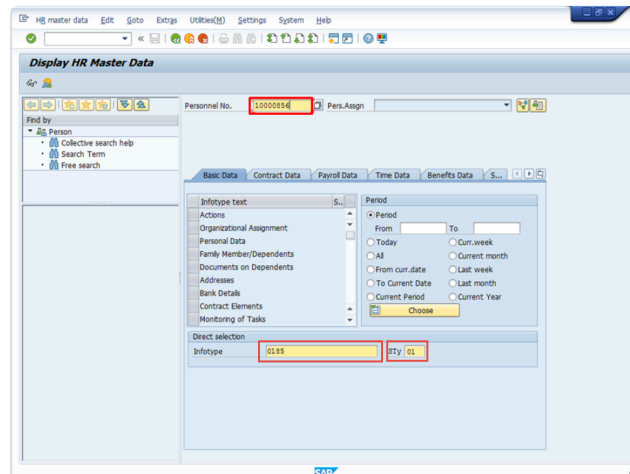 HR master data Edit Goto Extras Utilities(M) Settings System Help
Display HR Master Data
Personnel No. 10000856 Pers.Assgn
Find by
Person
Collective search help
Search Term
Free search
Basic Data Contract Data Payroll Data Time Data Benefits Data S...
Infotype text S..
Actions
Organizational Assignment
Personal Data
Family Member/Dependents
Documents on Dependents
Addresses
Bank Details
Contract Elements
Monitoring of Tasks
Period
Period
From To
Today Curr.week
All Current month
From curr.date Last week
To Current Date Last month
Current Period Current Year
Choose
Direct selection
Infotype 0185 STy 01
SAP